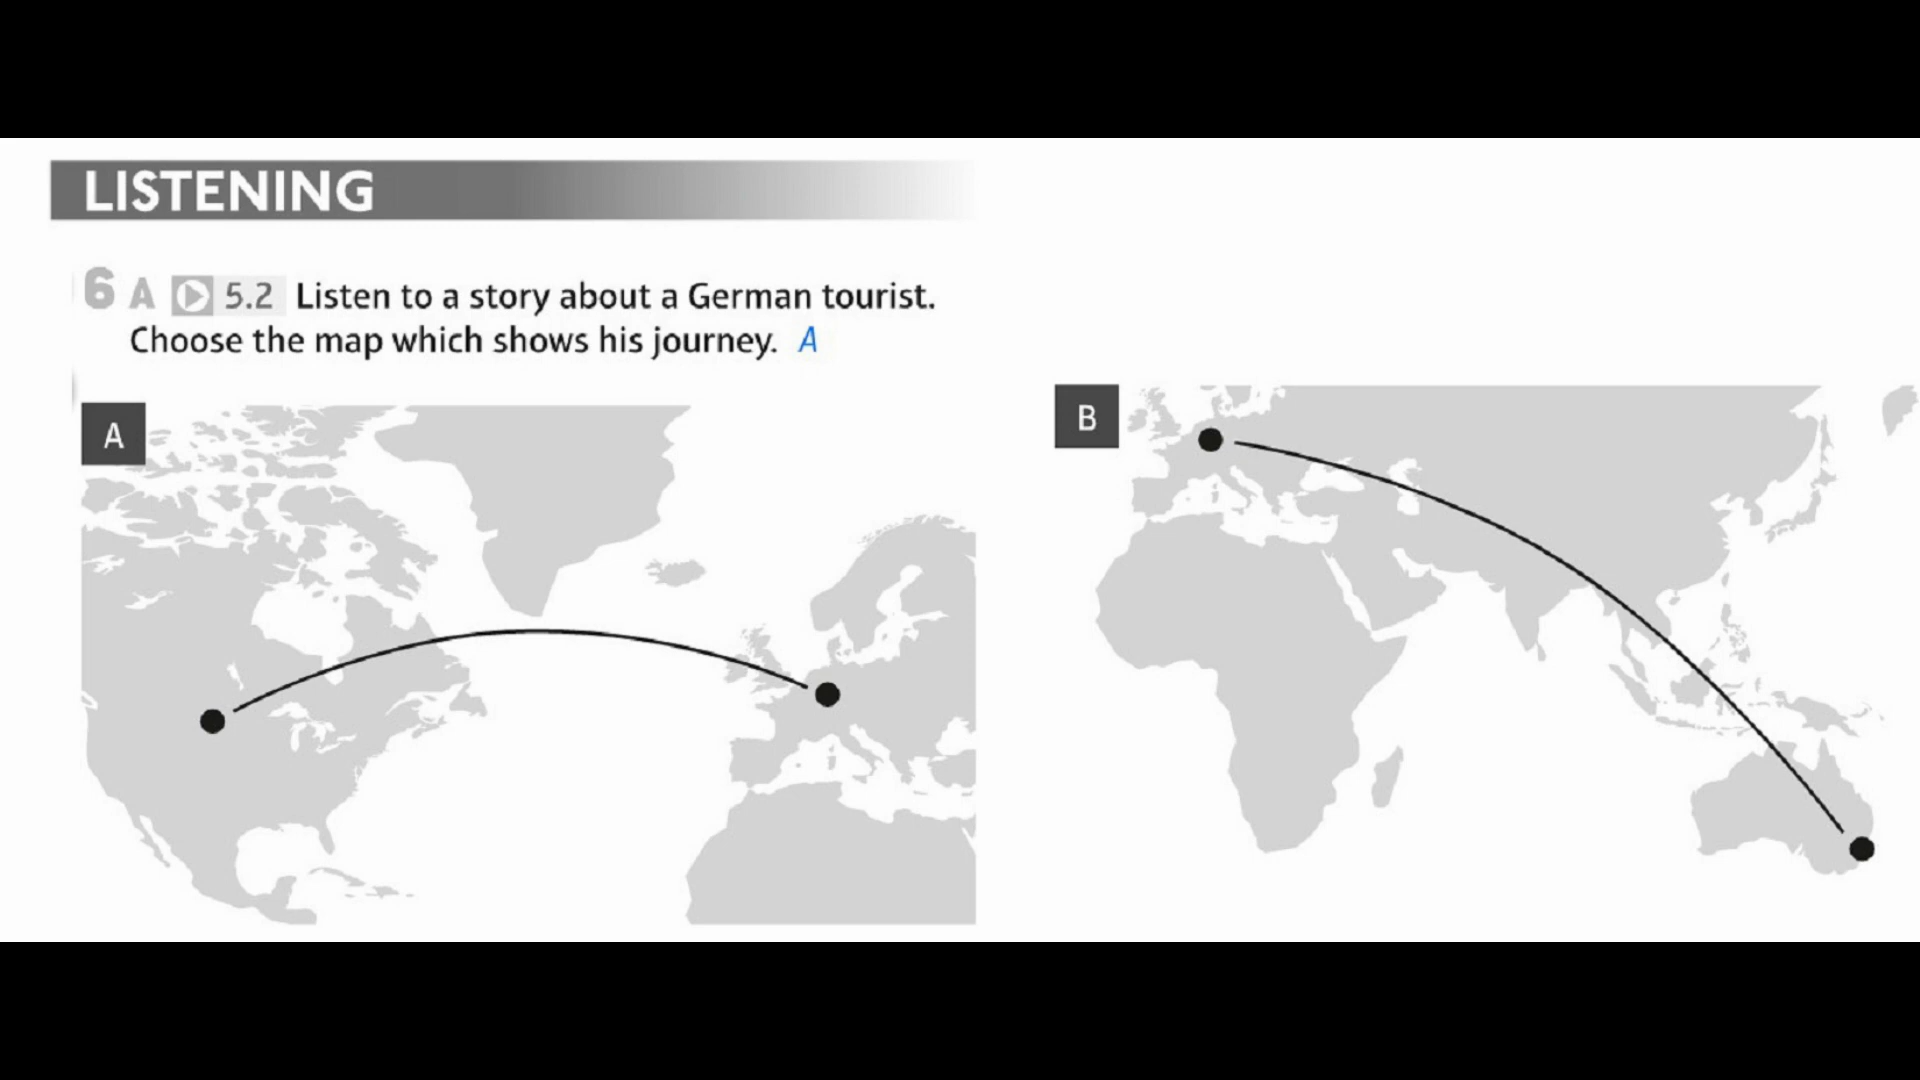 LISTENING
6 A 5.2 Listen to a story about a German tourist.
Choose the map which shows his journey. A
A
B